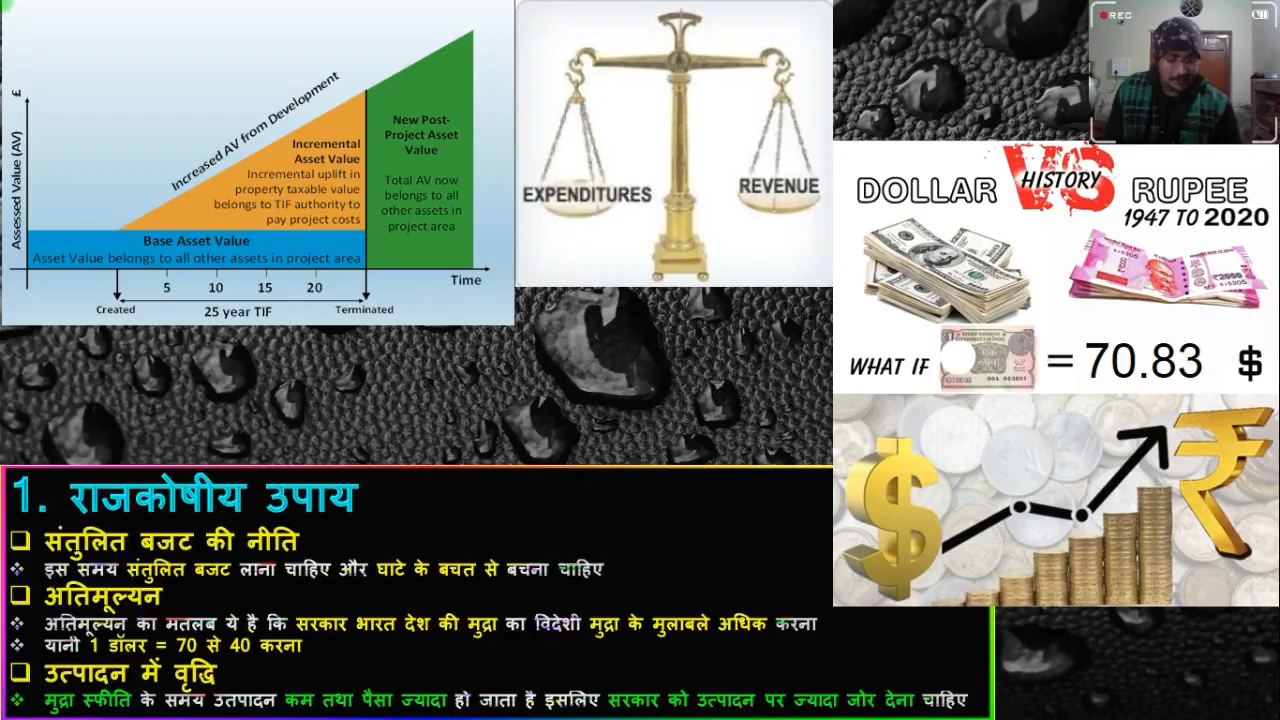 Assessed Value (AV) £
Increased AV from Development
Incremental
Asset Value
Incremental uplift in
property taxable value
belongs to TIF authority to
pay project costs
New Post-
Project Asset
Value
Total AV now
belongs to all
other assets in
project area
Base Asset Value
Asset Value belongs to all other assets in project area
Time
5 10 15 20
Created
25 year TIF
Terminated
EXPENDITURES
REVENUE
REC
DOLLAR VS RUPEE
HISTORY
1947 TO 2020
WHAT IF = 70.83 $
1. राजकोषीय उपाय
❑ संतुलित बजट की नीति
❖ इस समय संतुलित बजट लाना चाहिए और घाटे के बचत से बचना चाहिए
❑ अतिमूल्यन
❖ अतिमूल्यन का मतलब ये है कि सरकार भारत देश की मुद्रा का विदेशी मुद्रा के मुलाबले अधिक करना
❖ यानी 1 डॉलर = 70 से 40 करना
❑ उत्पादन में वृद्धि
❖ मुद्रा स्फीति के समय उतपादन कम तथा पैसा ज्यादा हो जाता है इसलिए सरकार को उत्पादन पर ज्यादा जोर देना चाहिए